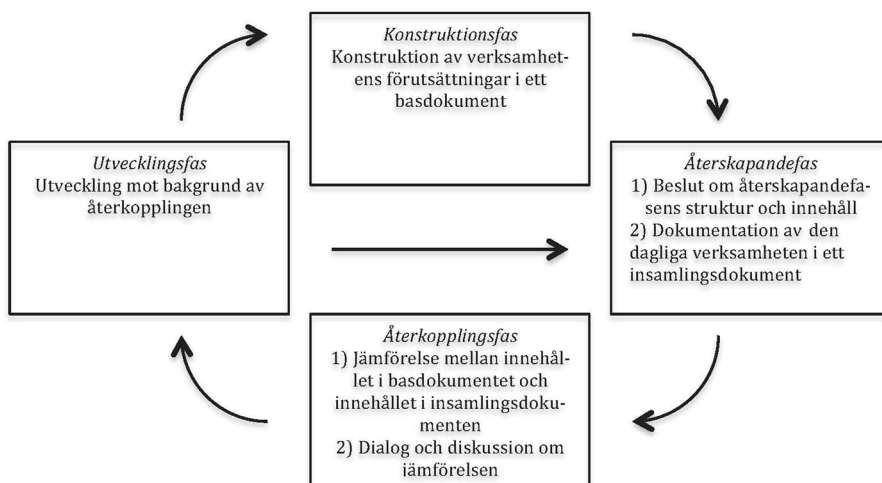 Konstruktionsfas
Konstruktion av verksamhet-
ens förutsättningar i ett
basdokument
Utvecklingsfas
Utveckling mot bakgrund av
återkopplingen
Återskapandefas
1) Beslut om återskapandefa-
sens struktur och innehåll
2) Dokumentation av den
dagliga verksamheten i ett
insamlingsdokument
Återkopplingsfas
1) Jämförelse mellan innehål-
let i basdokumentet och
innehållet i insamlingsdoku-
menten
2) Dialog och diskussion om
jämförelsen